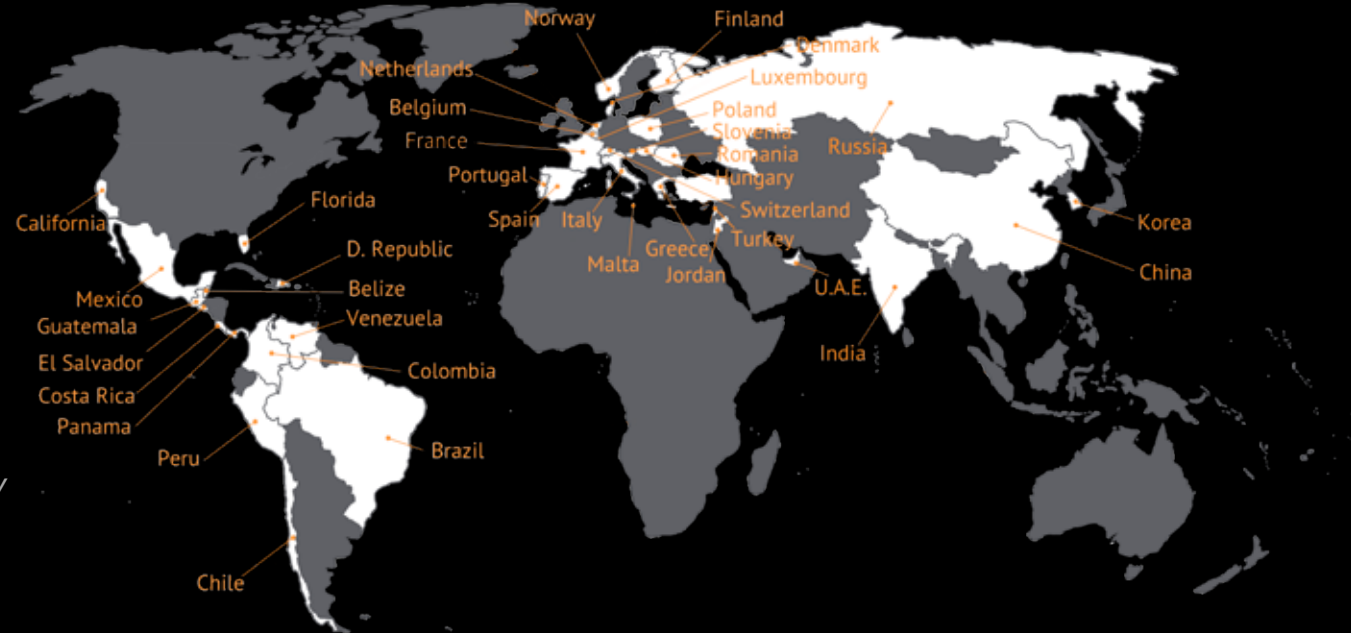 Norway
Finland
Denmark
Netherlands
Luxembourg
Belgium
Poland
France
Slovenia
Russia
Romania
Portugal
Hungary
Florida
Switzerland
California
Spain
Italy
Korea
Turkey
D. Republic
Greece
Malta
Jordan
China
Belize
U.A.E.
Mexico
Venezuela
Guatemala
India
El Salvador
Colombia
Costa Rica
Panama
Brazil
Peru
Chile